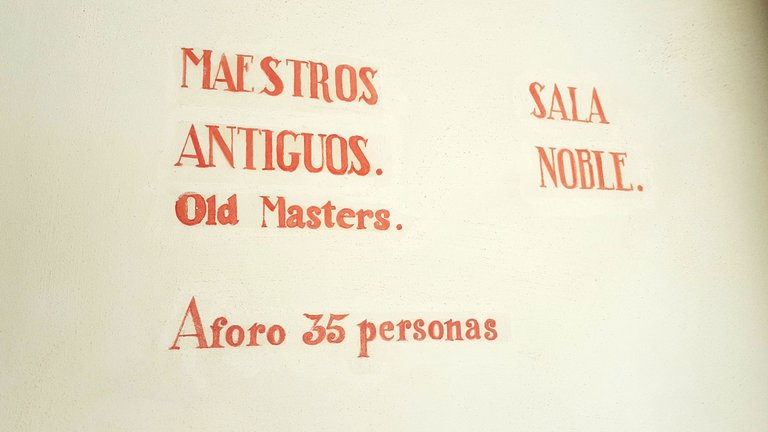 MAESTROS
ANTIGUOS.
Old Masters.
SALA
NOBLE.
Aforo 35 personas